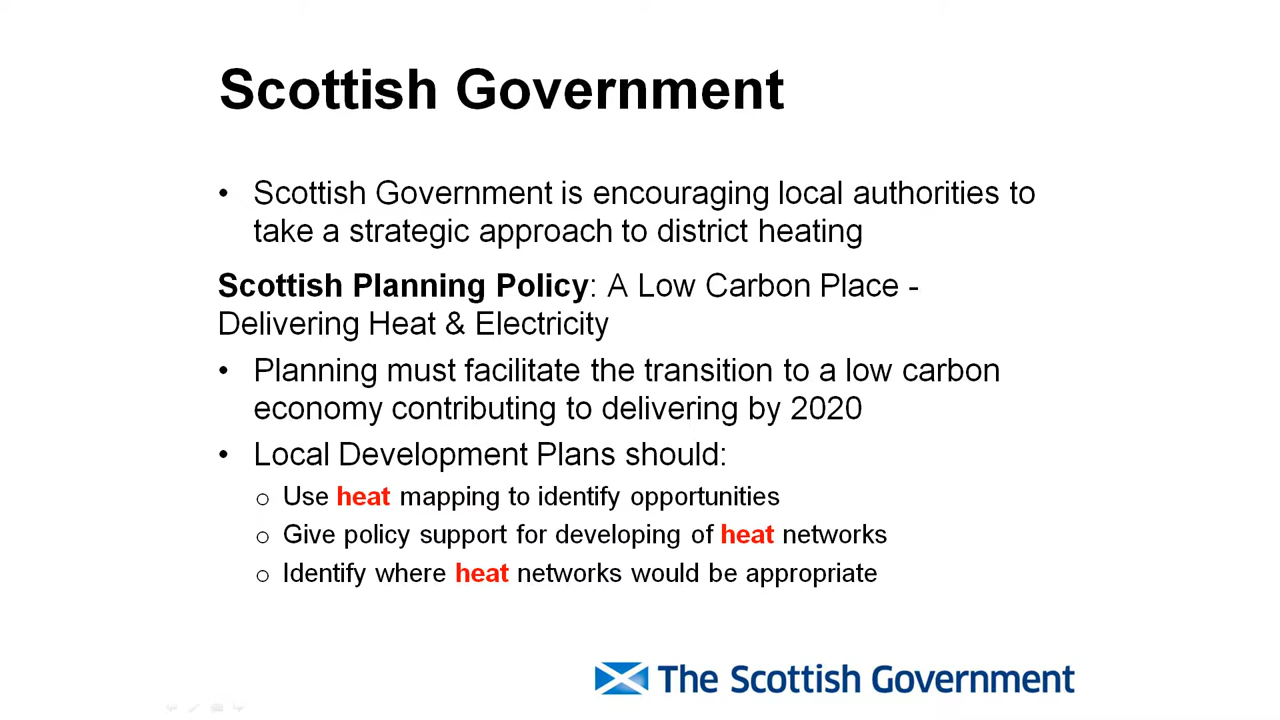 Scottish Government
• Scottish Government is encouraging local authorities to
take a strategic approach to district heating
Scottish Planning Policy: A Low Carbon Place -
Delivering Heat & Electricity
• Planning must facilitate the transition to a low carbon
economy contributing to delivering by 2020
• Local Development Plans should:
o Use heat mapping to identify opportunities
o Give policy support for developing of heat networks
o Identify where heat networks would be appropriate
The Scottish Government